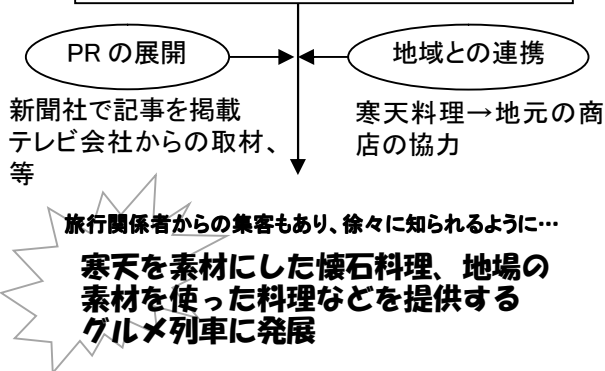 PR の展開
地域との連携
新聞社で記事を掲載
テレビ会社からの取材、
等
寒天料理→地元の商
店の協力
旅行関係者からの集客もあり、徐々に知られるように…
寒天を素材にした懐石料理、地場の
素材を使った料理などを提供する
グルメ列車に発展